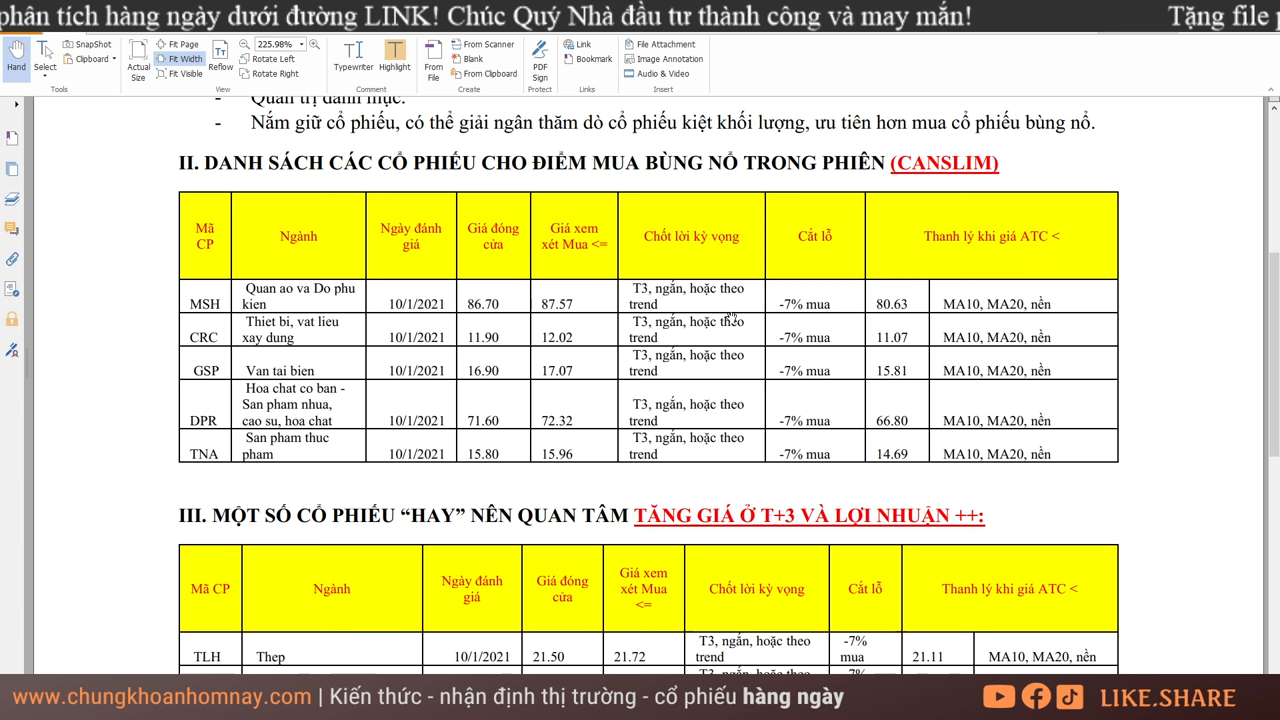 phân tích hàng ngày dưới đường LINK! Chúc Quý Nhà đầu tư thành công và may mắn! Tặng file
Hand
Select
SnapShot
Clipboard
Tools
Actual Size
Fit Page
Fit Width
Fit Visible
Reflow
225.98%
Rotate Left
Rotate Right
View
Typewriter
Highlight
Comment
From File
From Scanner
Blank
From Clipboard
Create
PDF Sign
Protect
Link
Bookmark
Links
File Attachment
Image Annotation
Audio & Video
Insert
- Quản trị danh mục.
- Nắm giữ cổ phiếu, có thể giải ngân thăm dò cổ phiếu kiệt khối lượng, ưu tiên hơn mua cổ phiếu bùng nổ.
II. DANH SÁCH CÁC CỔ PHIẾU CHO ĐIỂM MUA BÙNG NỔ TRONG PHIÊN (CANSLIM)
Mã CP | Ngành | Ngày đánh giá | Giá đóng cửa | Giá xem xét Mua <= | Chốt lời kỳ vọng | Cắt lỗ | Thanh lý khi giá ATC <
MSH | Quan ao va Do phu kien | 10/1/2021 | 86.70 | 87.57 | T3, ngắn, hoặc theo trend | -7% mua | 80.63 | MA10, MA20, nền
CRC | Thiet bi, vat lieu xay dung | 10/1/2021 | 11.90 | 12.02 | T3, ngắn, hoặc theo trend | -7% mua | 11.07 | MA10, MA20, nền
GSP | Van tai bien | 10/1/2021 | 16.90 | 17.07 | T3, ngắn, hoặc theo trend | -7% mua | 15.81 | MA10, MA20, nền
DPR | Hoa chat co ban - San pham nhua, cao su, hoa chat | 10/1/2021 | 71.60 | 72.32 | T3, ngắn, hoặc theo trend | -7% mua | 66.80 | MA10, MA20, nền
TNA | San pham thuc pham | 10/1/2021 | 15.80 | 15.96 | T3, ngắn, hoặc theo trend | -7% mua | 14.69 | MA10, MA20, nền
III. MỘT SỐ CỔ PHIẾU “HAY” NÊN QUAN TÂM TĂNG GIÁ Ở T+3 VÀ LỢI NHUẬN ++:
Mã CP | Ngành | Ngày đánh giá | Giá đóng cửa | Giá xem xét Mua <= | Chốt lời kỳ vọng | Cắt lỗ | Thanh lý khi giá ATC <
TLH | Thep | 10/1/2021 | 21.50 | 21.72 | T3, ngắn, hoặc theo trend | -7% mua | 21.11 | MA10, MA20, nền
www.chungkhoanhomnay.com | Kiến thức - nhận định thị trường - cổ phiếu hàng ngày
LIKE.SHARE